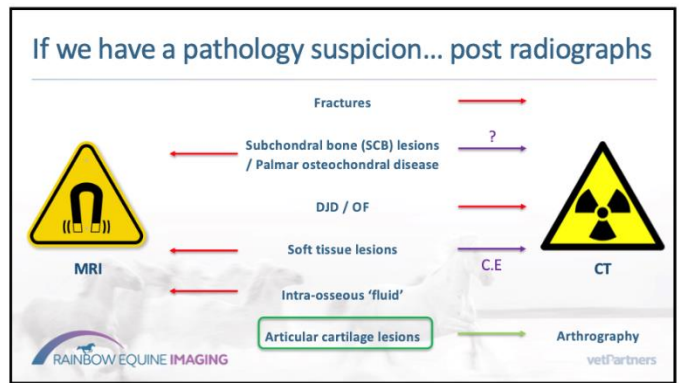 If we have a pathology suspicion... post radiographs
Fractures
Subchondral bone (SCB) lesions
?
/ Palmar osteochondral disease
DJD / OF
Soft tissue lesions
MRI
C.E
CT
Intra-osseous 'fluid'
Articular cartilage lesions
Arthrography
RAINBOW EQUINE IMAGING
vetPartners